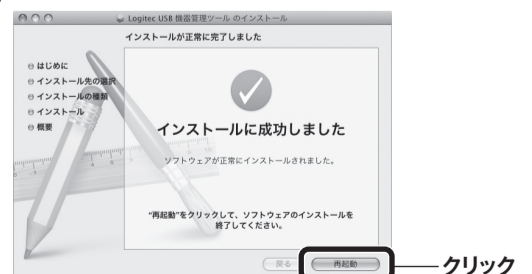 Logitec USB 機器管理ツール のインストール
インストールが正常に完了しました
はじめに
インストール先の選択
インストールの種類
インストール
概要
インストールに成功しました
ソフトウェアが正常にインストールされました。
"再起動"をクリックして、ソフトウェアのインストールを
終了してください。
戻る
再起動
クリック